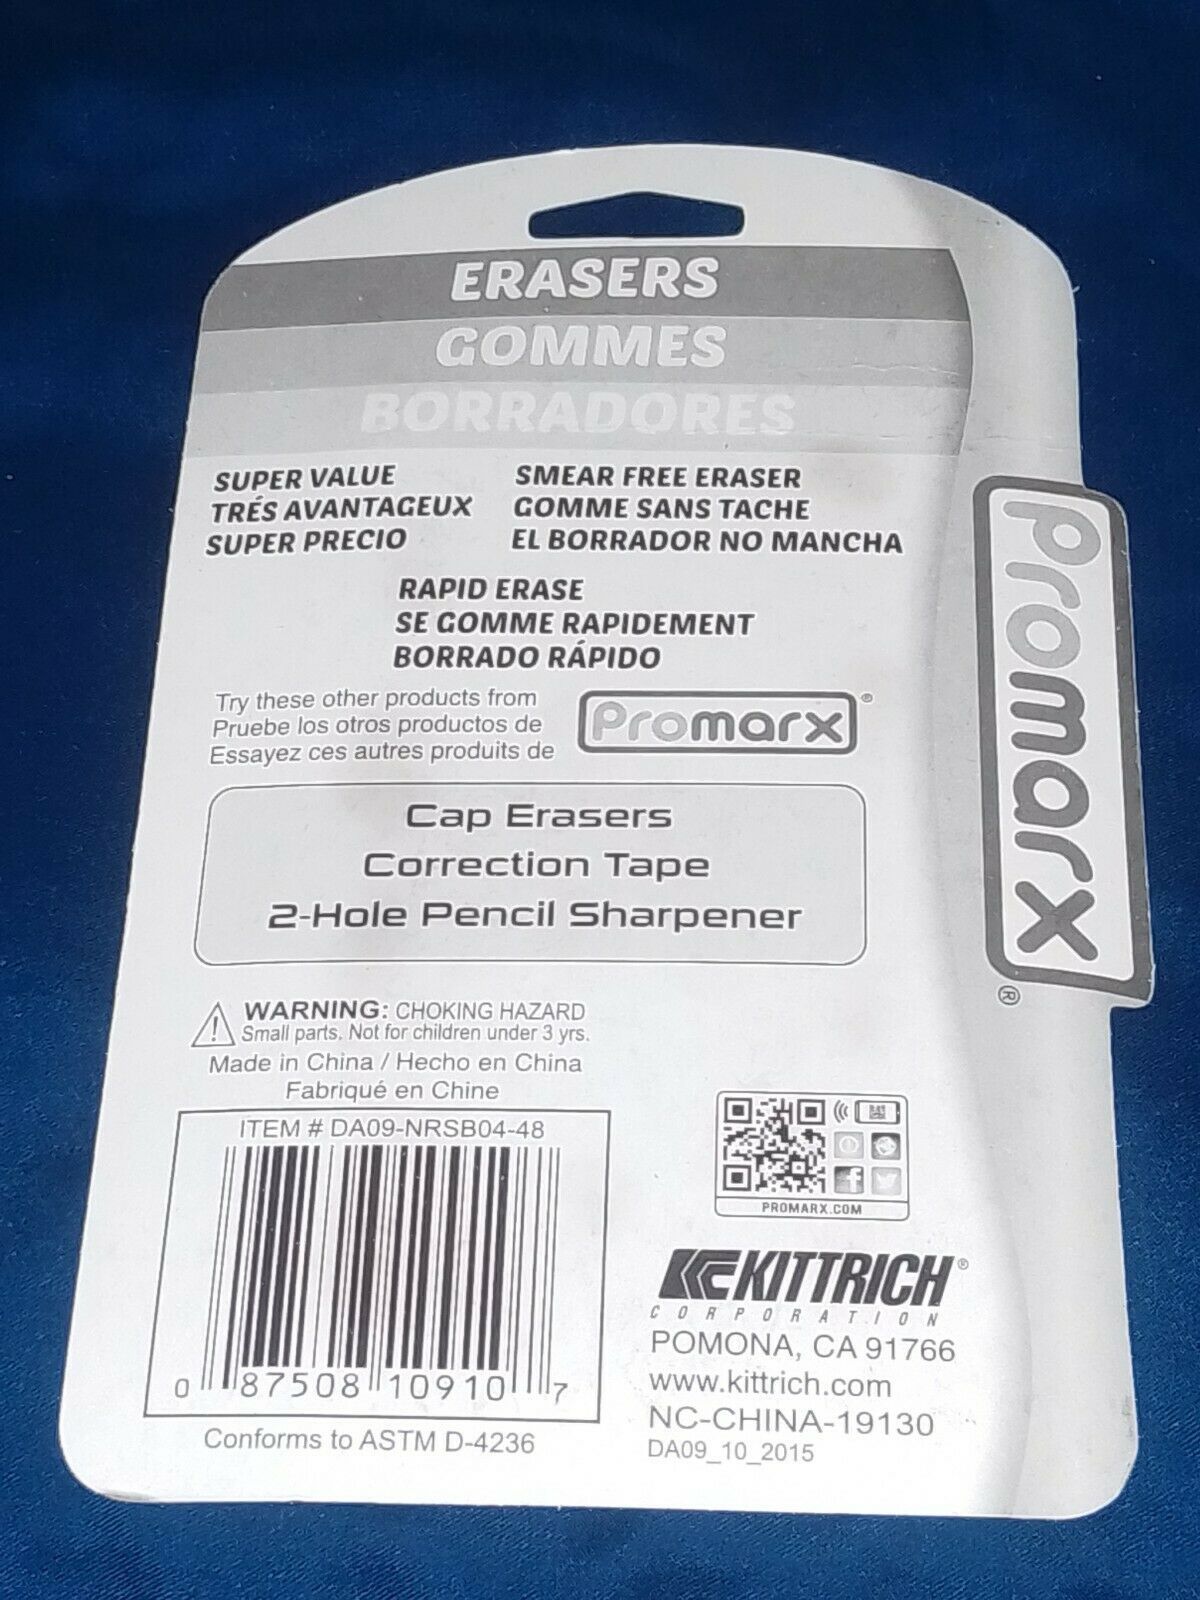 ERASERS
GOMMES
BORRADORES
SUPER VALUE
TRÉS AVANTAGEUX
SUPER PRECIO
SMEAR FREE ERASER
GOMME SANS TACHE
EL BORRADOR NO MANCHA
RAPID ERASE
SE GOMME RAPIDEMENT
BORRADO RÁPIDO
Try these other products from
Pruebe los otros productos de
Essayez ces autres produits de
Promarx®
Cap Erasers
Correction Tape
2-Hole Pencil Sharpener
Promarx®
WARNING: CHOKING HAZARD
Small parts. Not for children under 3 yrs.
Made in China / Hecho en China
Fabriqué en Chine
ITEM # DA09-NRSB04-48
0 87508 10910 7
Conforms to ASTM D-4236
PROMARX.COM
KITTRICH®
CORPORATION
POMONA, CA 91766
www.kittrich.com
NC-CHINA-19130
DA09_10_2015